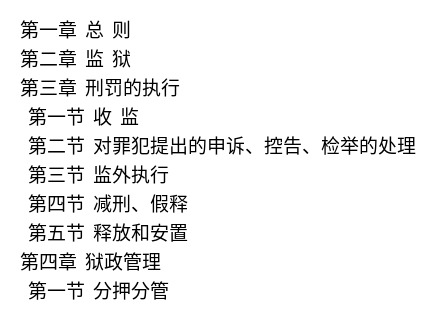 第一章 总 则
第二章 监 狱
第三章 刑罚的执行
第一节 收 监
第二节 对罪犯提出的申诉、控告、检举的处理
第三节 监外执行
第四节 减刑、假释
第五节 释放和安置
第四章 狱政管理
第一节 分押分管